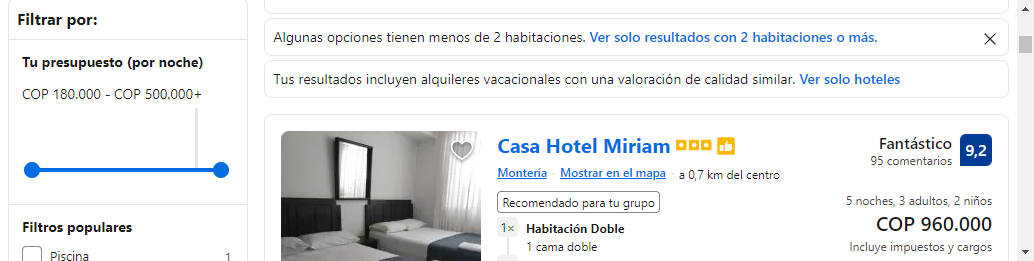 Filtrar por:
Tu presupuesto (por noche)
COP 180.000 - COP 500.000+
Filtros populares
Piscina 1
Algunas opciones tienen menos de 2 habitaciones. Ver solo resultados con 2 habitaciones o más.
Tus resultados incluyen alquileres vacacionales con una valoración de calidad similar. Ver solo hoteles
Casa Hotel Miriam
Montería · Mostrar en el mapa · a 0,7 km del centro
Recomendado para tu grupo
1× Habitación Doble
1 cama doble
Fantástico 9,2
95 comentarios
5 noches, 3 adultos, 2 niños
COP 960.000
Incluye impuestos y cargos